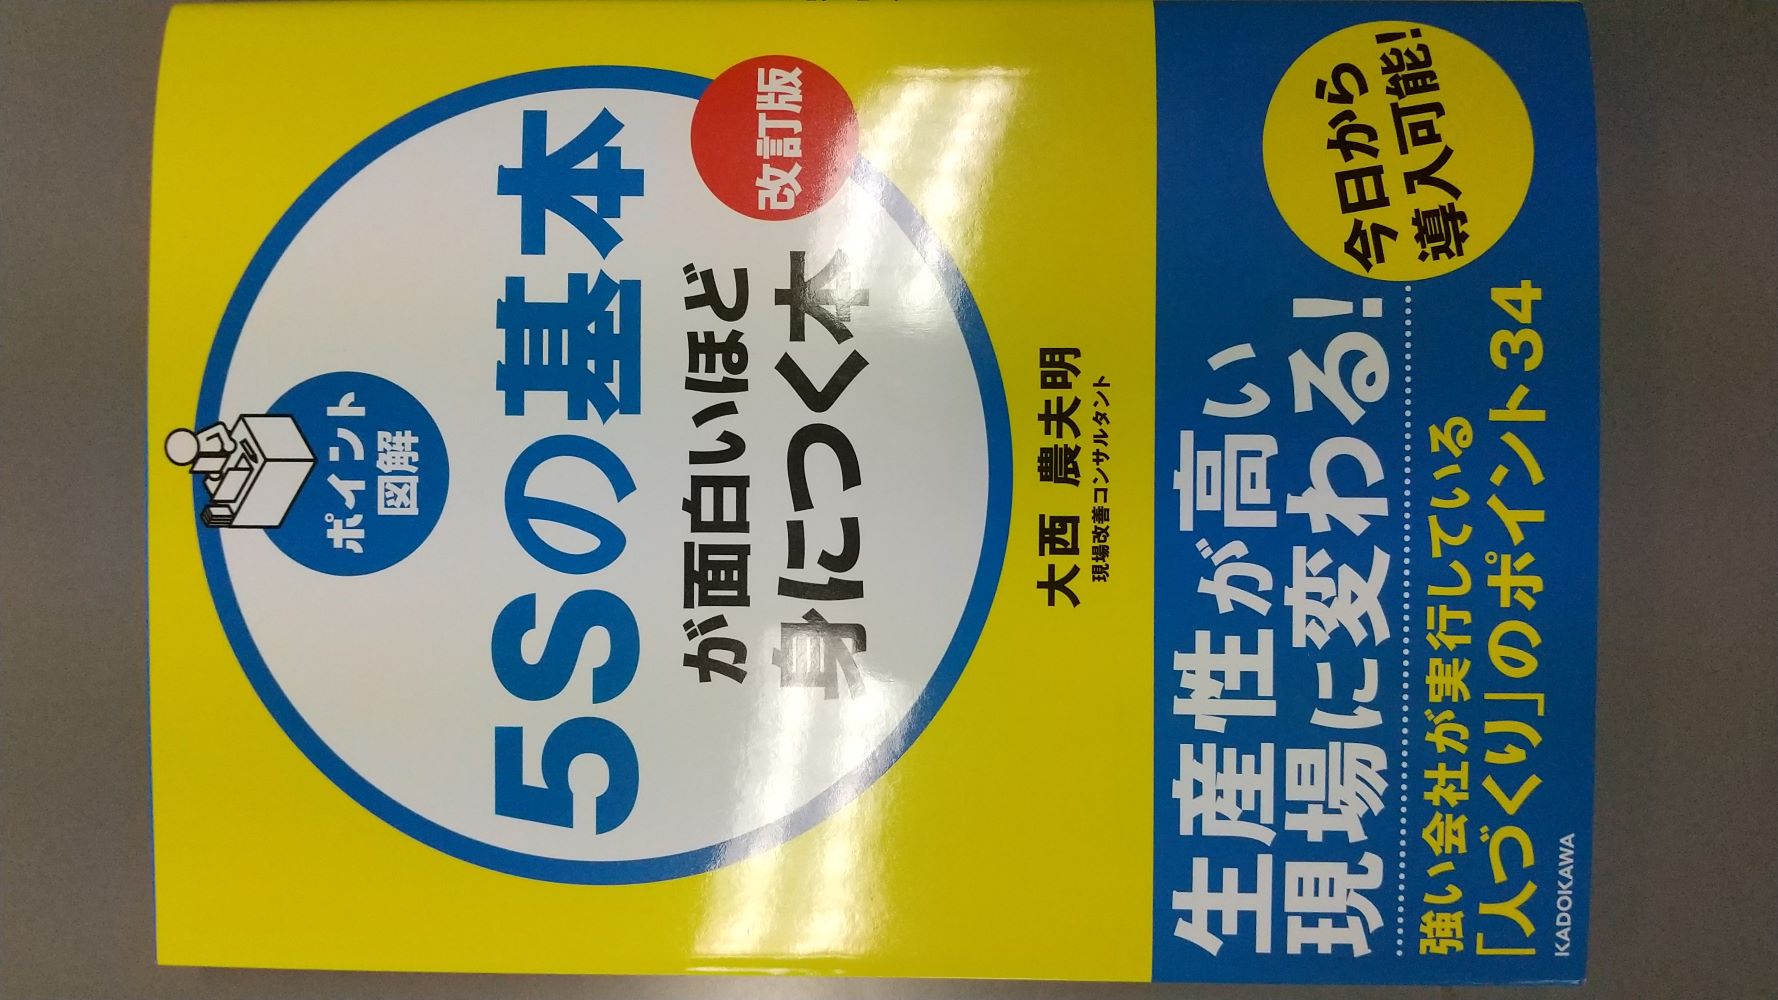 ポイント
図解
5Sの基本
が面白いほど
身につく本
改訂版
大西 農夫明
現場改善コンサルタント
生産性が高い
現場に変わる!
今日から
導入可能!
強い会社が実行している
「人づくり」のポイント34
KADOKAWA